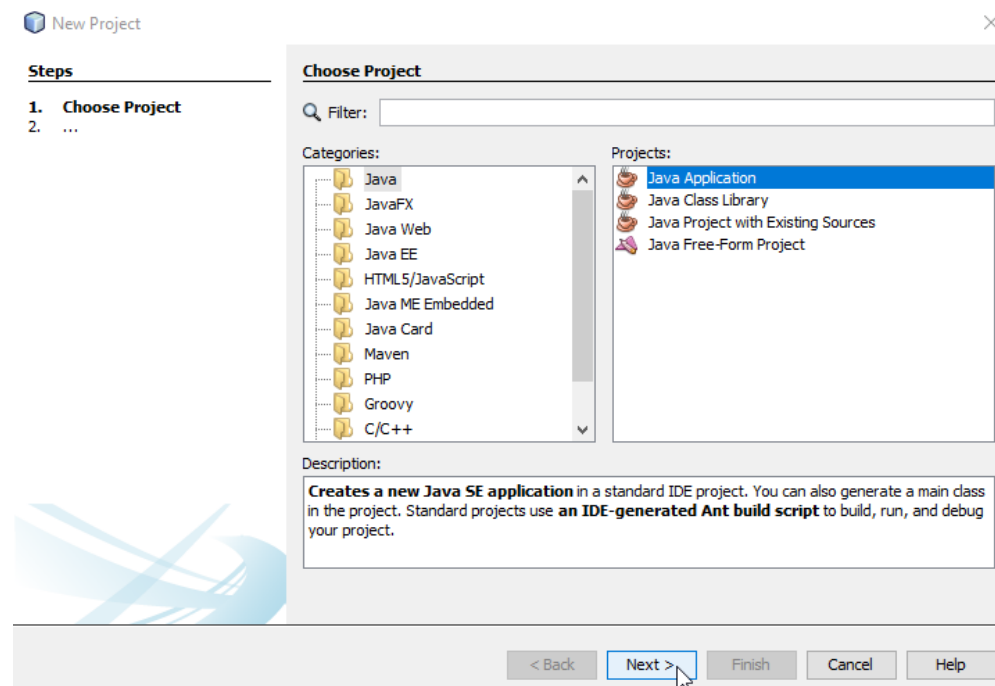 New Project
Steps
1. Choose Project
2. ...
Choose Project
Filter:
Categories:
Java
JavaFX
Java Web
Java EE
HTML5/JavaScript
Java ME Embedded
Java Card
Maven
PHP
Groovy
C/C++
Projects:
Java Application
Java Class Library
Java Project with Existing Sources
Java Free-Form Project
Description:
Creates a new Java SE application in a standard IDE project. You can also generate a main class
in the project. Standard projects use an IDE-generated Ant build script to build, run, and debug
your project.
< Back
Next >
Finish
Cancel
Help